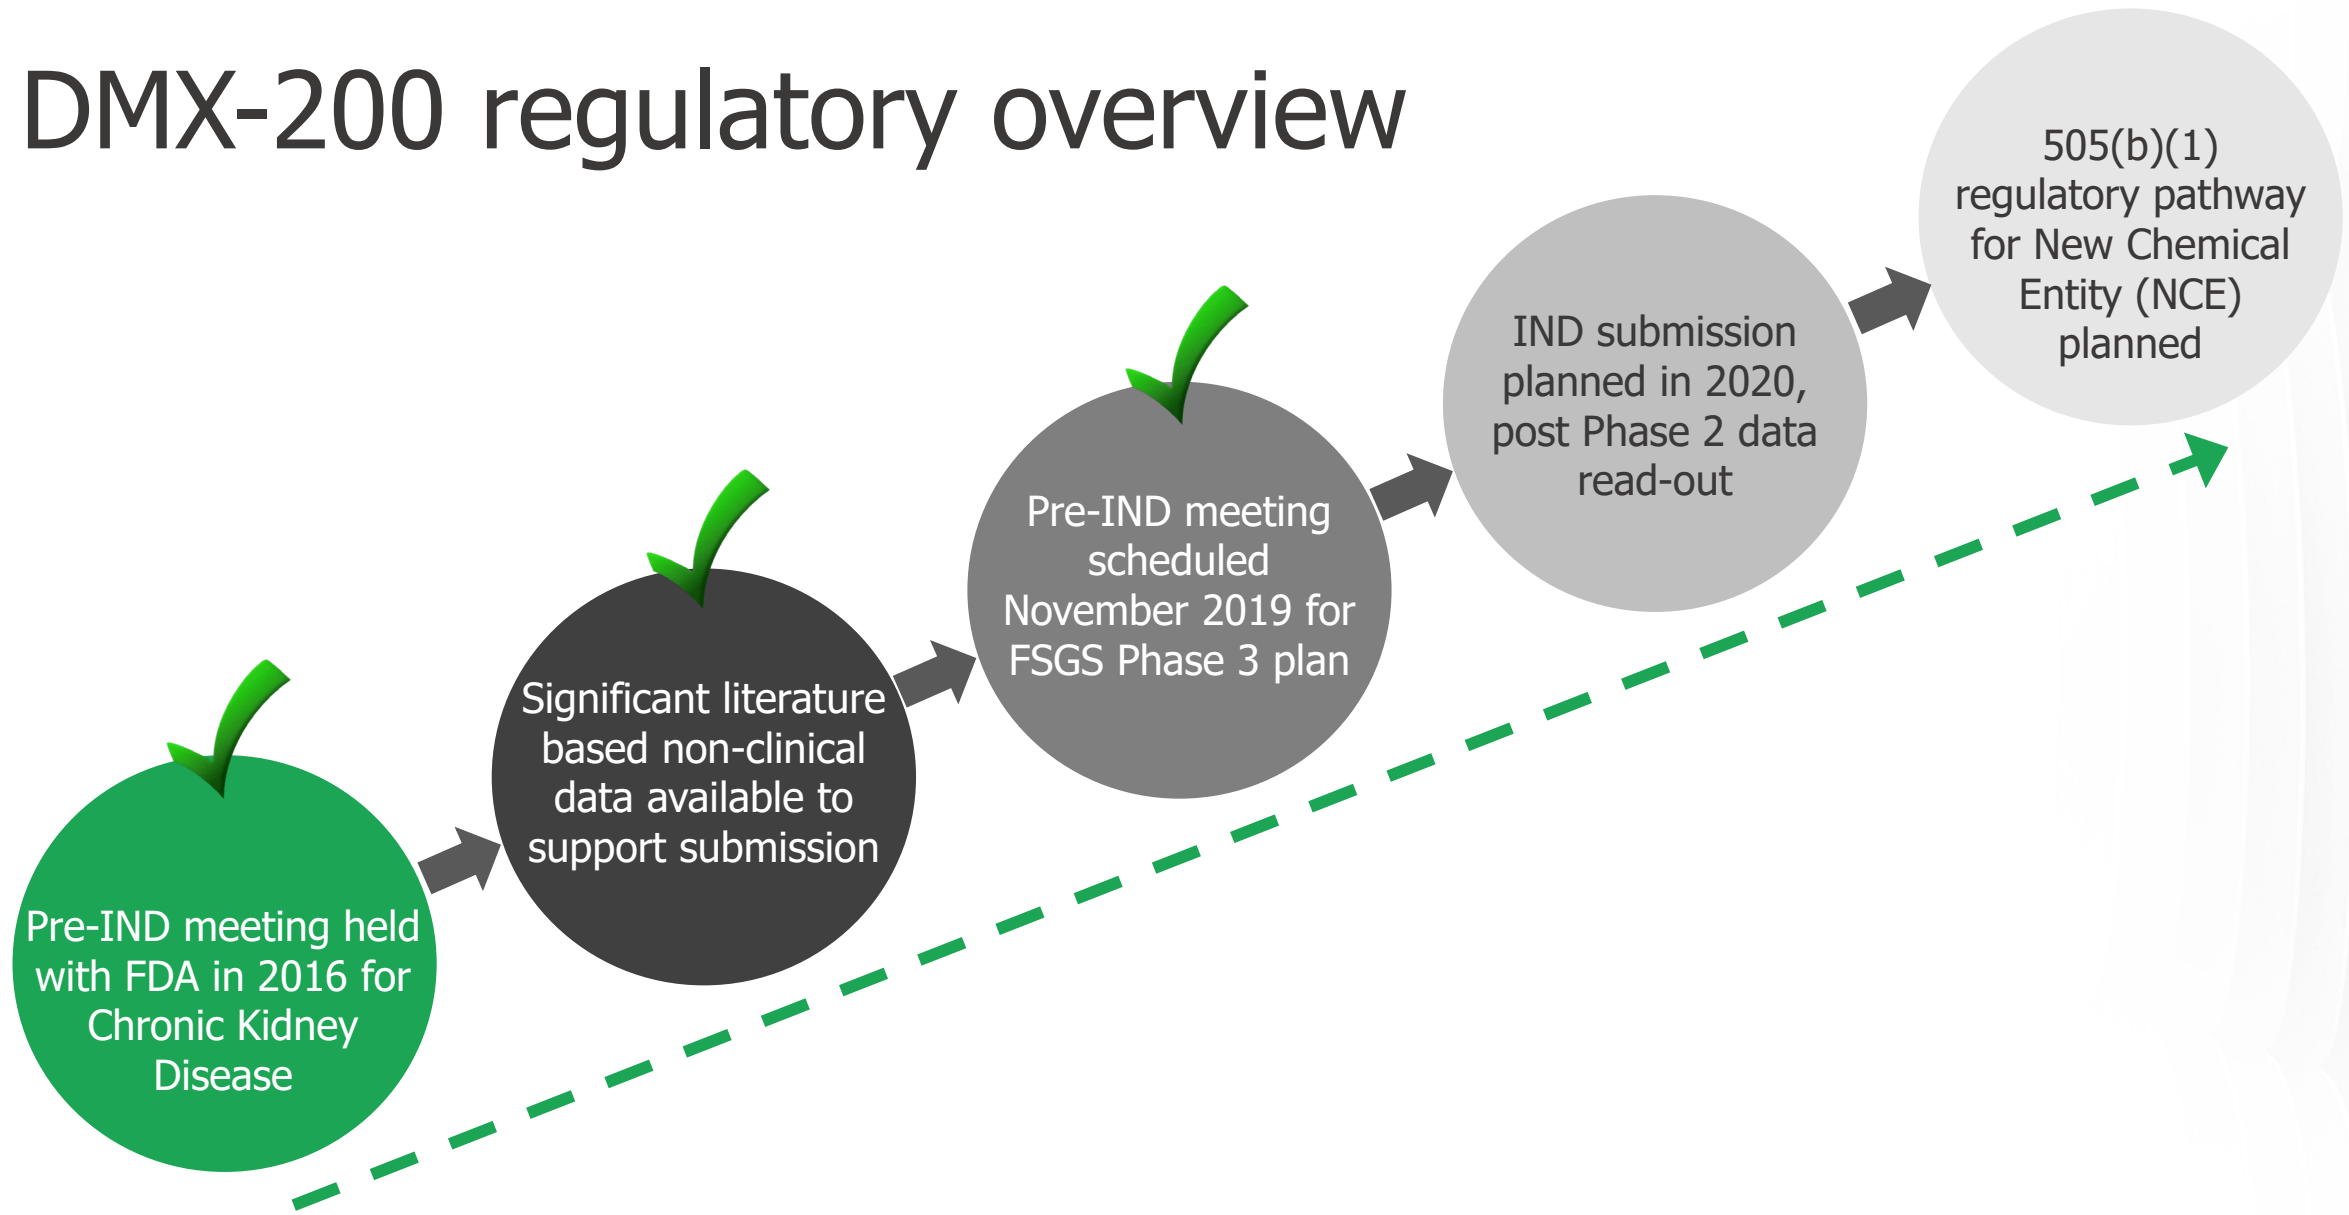 DMX-200 regulatory overview
Pre-IND meeting held
with FDA in 2016 for
Chronic Kidney
Disease
Significant literature
based non-clinical
data available to
support submission
Pre-IND meeting
scheduled
November 2019 for
FSGS Phase 3 plan
IND submission
planned in 2020,
post Phase 2 data
read-out
505(b)(1)
regulatory pathway
for New Chemical
Entity (NCE)
planned